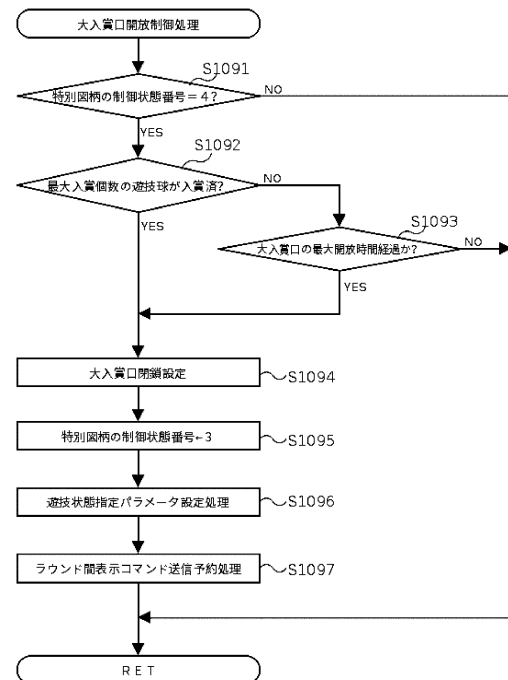 大入賞口開放制御処理
S1091
特別図柄の制御状態番号=4?
NO
YES
S1092
最大入賞個数の遊技球が入賞済?
NO
YES
S1093
大入賞口の最大開放時間経過か?
NO
YES
大入賞口閉鎖設定
S1094
特別図柄の制御状態番号←3
S1095
遊技状態指定パラメータ設定処理
S1096
ラウンド間表示コマンド送信予約処理
S1097
RET